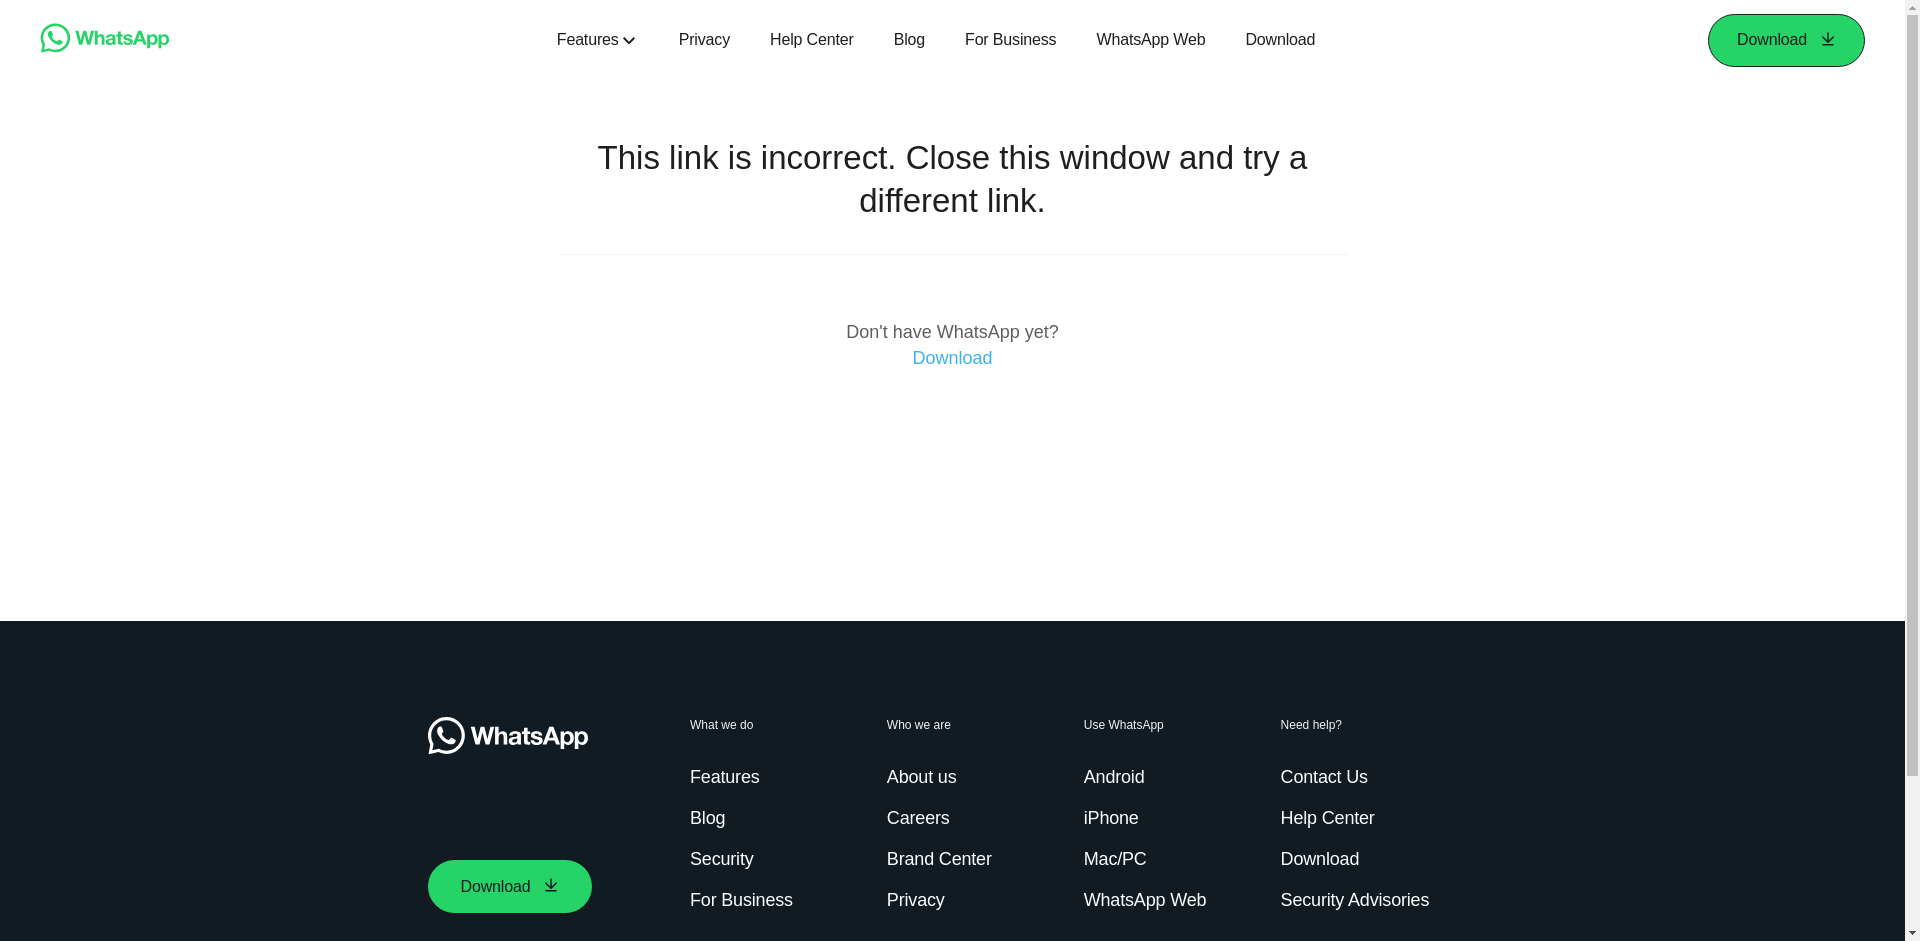 WhatsApp
Features
Privacy
Help Center
Blog
For Business
WhatsApp Web
Download
Download
This link is incorrect. Close this window and try a
different link.
Don't have WhatsApp yet?
Download
WhatsApp
Download
What we do
Features
Blog
Security
For Business
Who we are
About us
Careers
Brand Center
Privacy
Use WhatsApp
Android
iPhone
Mac/PC
WhatsApp Web
Need help?
Contact Us
Help Center
Download
Security Advisories